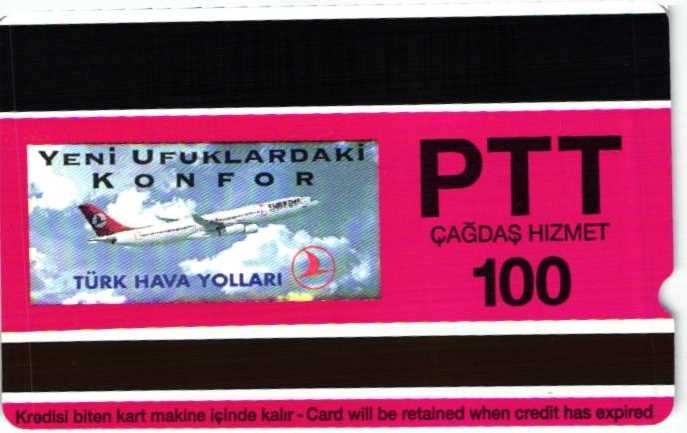 YENİ UFUKLARDAKİ
KONFOR
TÜRK HAVA YOLLARI
PTT
ÇAĞDAŞ HIZMET
100
Kredisi biten kart makine içinde kalır - Card will be retained when credit has expired